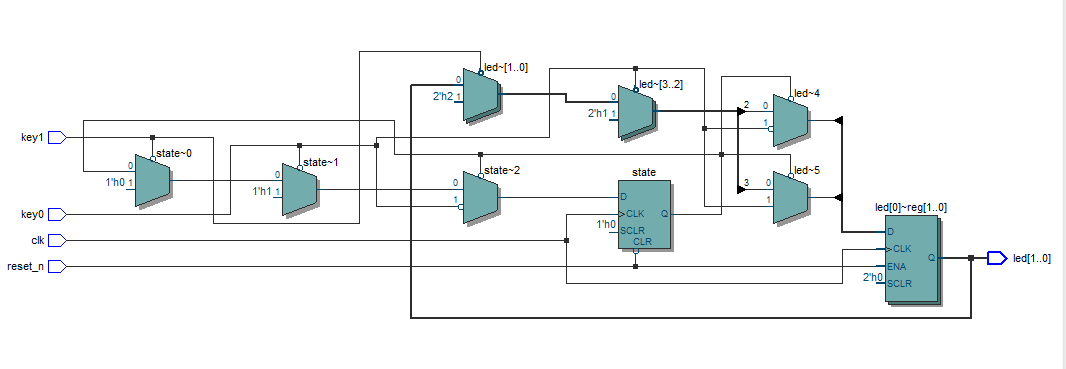 led~[1..0]
0
2'h2 1
led~[3..2]
0
2'h1 1
led~4
2 0
1
key1
state~0
0
1'h0 1
state~1
0
1'h1 1
state~2
0
1
state
D
CLK
Q
1'h0
SCLR
CLR
led~5
3 0
1
key0
clk
reset_n
led[0]~reg[1..0]
D
CLK
ENA
Q
2'h0
SCLR
led[1..0]